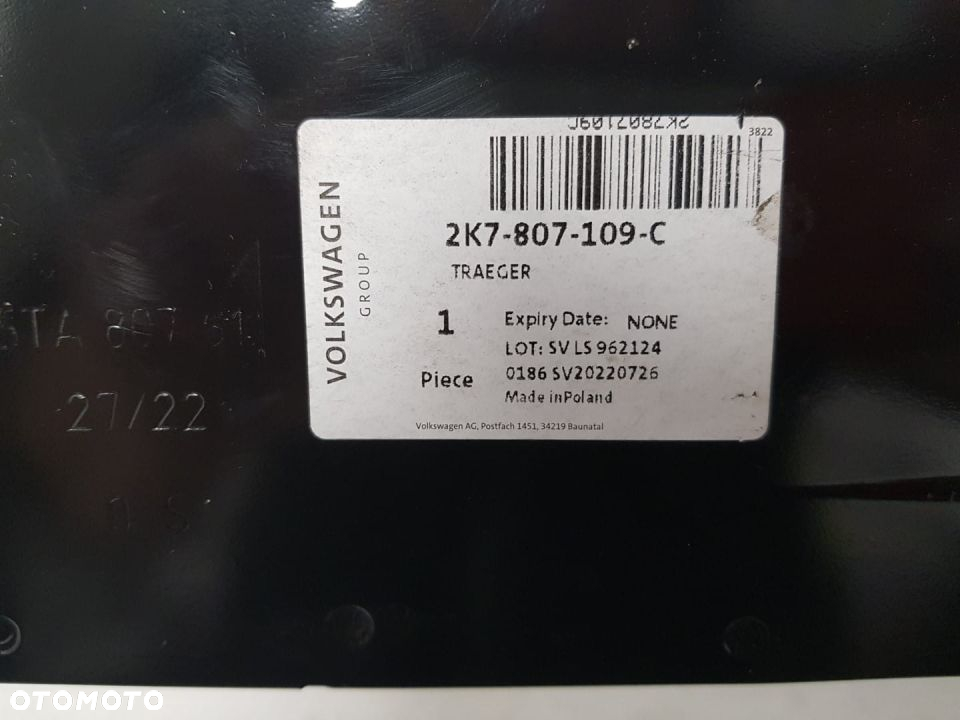 2K7807109C
3822
VOLKSWAGEN
GROUP
2K7-807-109-C
TRAEGER
1
Piece
Expiry Date: NONE
LOT: SV LS 962124
0186 SV20220726
Made in Poland
Volkswagen AG, Postfach 1451, 34219 Baunatal
27/22
OTOMOTO